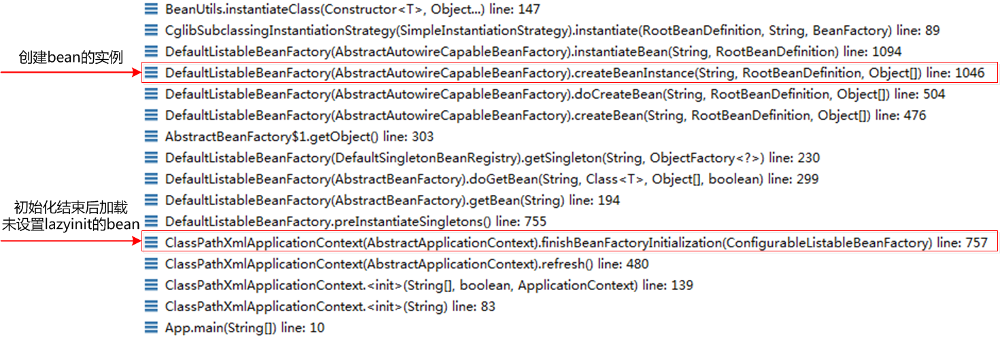 BeanUtils.instantiateClass(Constructor<T>, Object...) line: 147
CglibSubclassingInstantiationStrategy(SimpleInstantiationStrategy).instantiate(RootBeanDefinition, String, BeanFactory) line: 89
DefaultListableBeanFactory(AbstractAutowireCapableBeanFactory).instantiateBean(String, RootBeanDefinition) line: 1094
创建bean的实例
DefaultListableBeanFactory(AbstractAutowireCapableBeanFactory).createBeanInstance(String, RootBeanDefinition, Object[]) line: 1046
DefaultListableBeanFactory(AbstractAutowireCapableBeanFactory).doCreateBean(String, RootBeanDefinition, Object[]) line: 504
DefaultListableBeanFactory(AbstractAutowireCapableBeanFactory).createBean(String, RootBeanDefinition, Object[]) line: 476
AbstractBeanFactory$1.getObject() line: 303
DefaultListableBeanFactory(DefaultSingletonBeanRegistry).getSingleton(String, ObjectFactory<?>) line: 230
DefaultListableBeanFactory(AbstractBeanFactory).doGetBean(String, Class<T>, Object[], boolean) line: 299
DefaultListableBeanFactory(AbstractBeanFactory).getBean(String) line: 194
DefaultListableBeanFactory.preInstantiateSingletons() line: 755
初始化结束后加载
未设置lazyinit的bean
ClassPathXmlApplicationContext(AbstractApplicationContext).finishBeanFactoryInitialization(ConfigurableListableBeanFactory) line: 757
ClassPathXmlApplicationContext(AbstractApplicationContext).refresh() line: 480
ClassPathXmlApplicationContext.<init>(String[], boolean, ApplicationContext) line: 139
ClassPathXmlApplicationContext.<init>(String) line: 83
App.main(String[]) line: 10